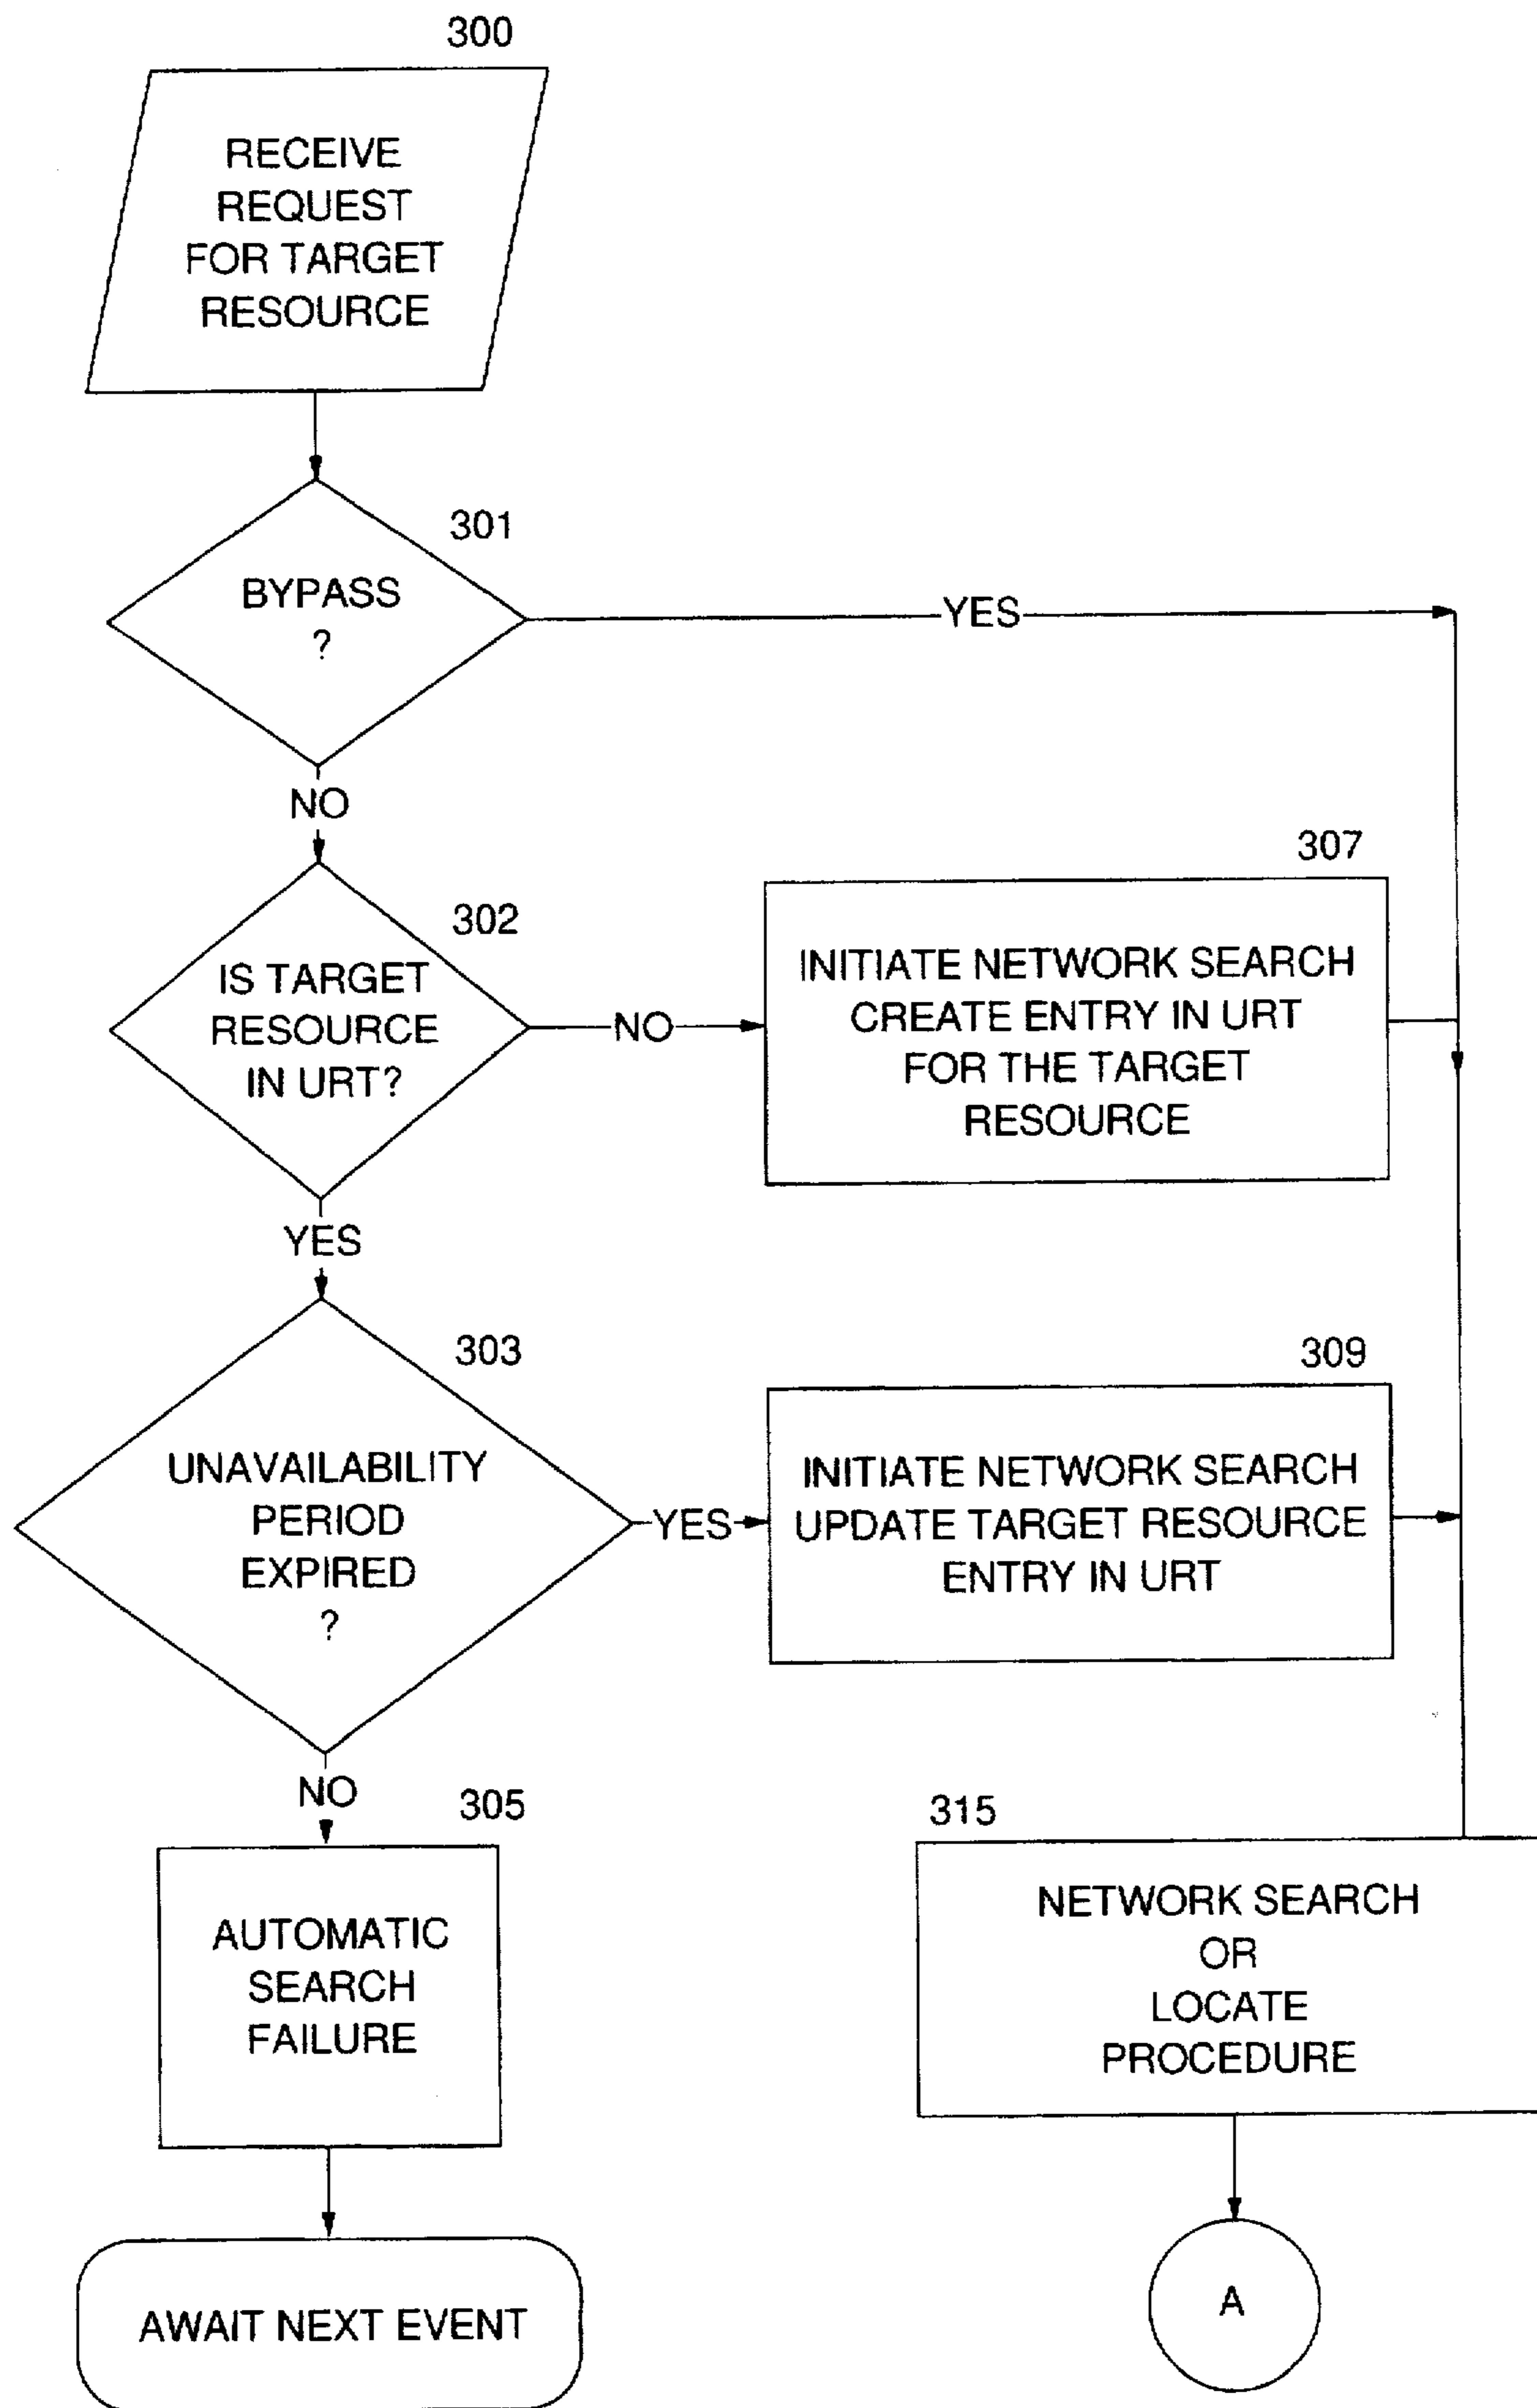 300
RECEIVE
REQUEST
FOR TARGET
RESOURCE
301
BYPASS
?
YES
NO
302
IS TARGET
RESOURCE
IN URT?
NO
307
INITIATE NETWORK SEARCH
CREATE ENTRY IN URT
FOR THE TARGET
RESOURCE
YES
303
UNAVAILABILITY
PERIOD
EXPIRED
?
YES
309
INITIATE NETWORK SEARCH
UPDATE TARGET RESOURCE
ENTRY IN URT
NO
305
AUTOMATIC
SEARCH
FAILURE
315
NETWORK SEARCH
OR
LOCATE
PROCEDURE
AWAIT NEXT EVENT
A